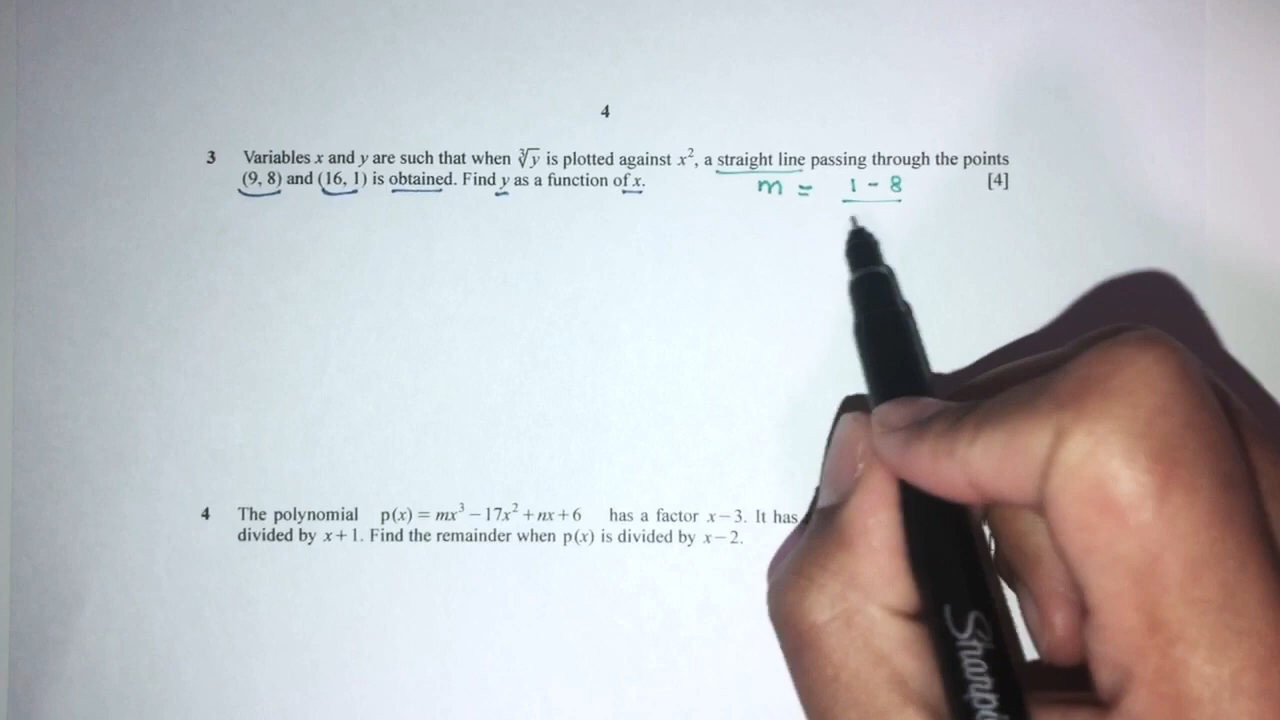 4
3 Variables x and y are such that when ∛y is plotted against x², a straight line passing through the points
(9, 8) and (16, 1) is obtained. Find y as a function of x. [4]
m = 1 - 8
4 The polynomial p(x) = mx³ − 17x² + nx + 6 has a factor x − 3. It has
divided by x + 1. Find the remainder when p(x) is divided by x − 2.